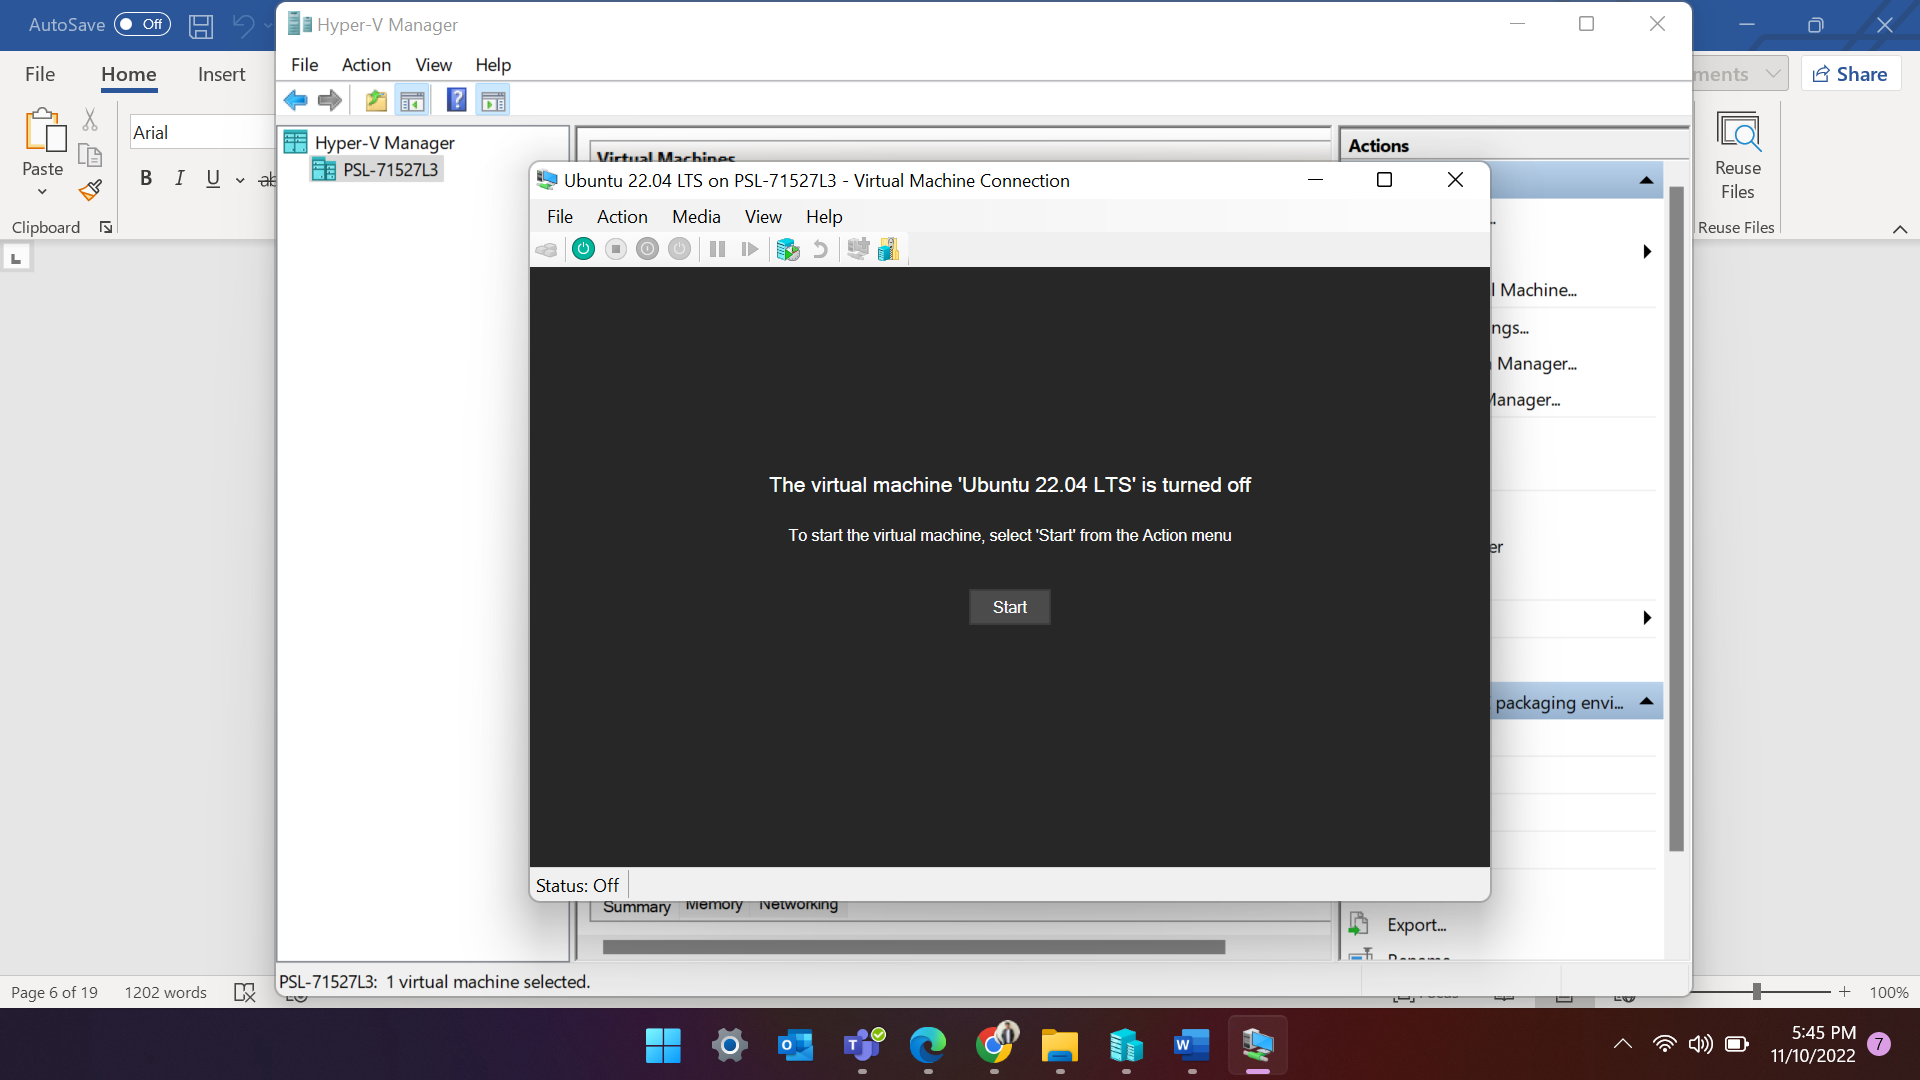 AutoSave Off
File Home Insert
Paste
Clipboard
Arial
B I U ab
Share
Reuse
Files
Reuse Files
Hyper-V Manager
File Action View Help
Hyper-V Manager
PSL-71527L3
Virtual Machines
Actions
l Machine...
ngs...
Manager...
Manager...
er
packaging envi...
Export...
Rename...
Ubuntu 22.04 LTS on PSL-71527L3 - Virtual Machine Connection
File Action Media View Help
The virtual machine 'Ubuntu 22.04 LTS' is turned off
To start the virtual machine, select 'Start' from the Action menu
Start
Status: Off
Summary Memory Networking
PSL-71527L3: 1 virtual machine selected.
Page 6 of 19 1202 words
Focus
100%
5:45 PM
11/10/2022
7